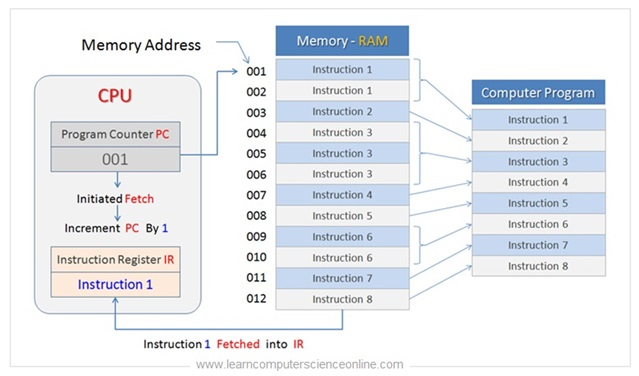 Memory Address
Memory - RAM
001 Instruction 1
002 Instruction 1
003 Instruction 2
004 Instruction 3
005 Instruction 3
006 Instruction 3
007 Instruction 4
008 Instruction 5
009 Instruction 6
010 Instruction 6
011 Instruction 7
012 Instruction 8
CPU
Program Counter PC
001
Initiated Fetch
Increment PC By 1
Instruction Register IR
Instruction 1
Computer Program
Instruction 1
Instruction 2
Instruction 3
Instruction 4
Instruction 5
Instruction 6
Instruction 7
Instruction 8
Instruction 1 Fetched into IR
www.learncomputerscienceonline.com